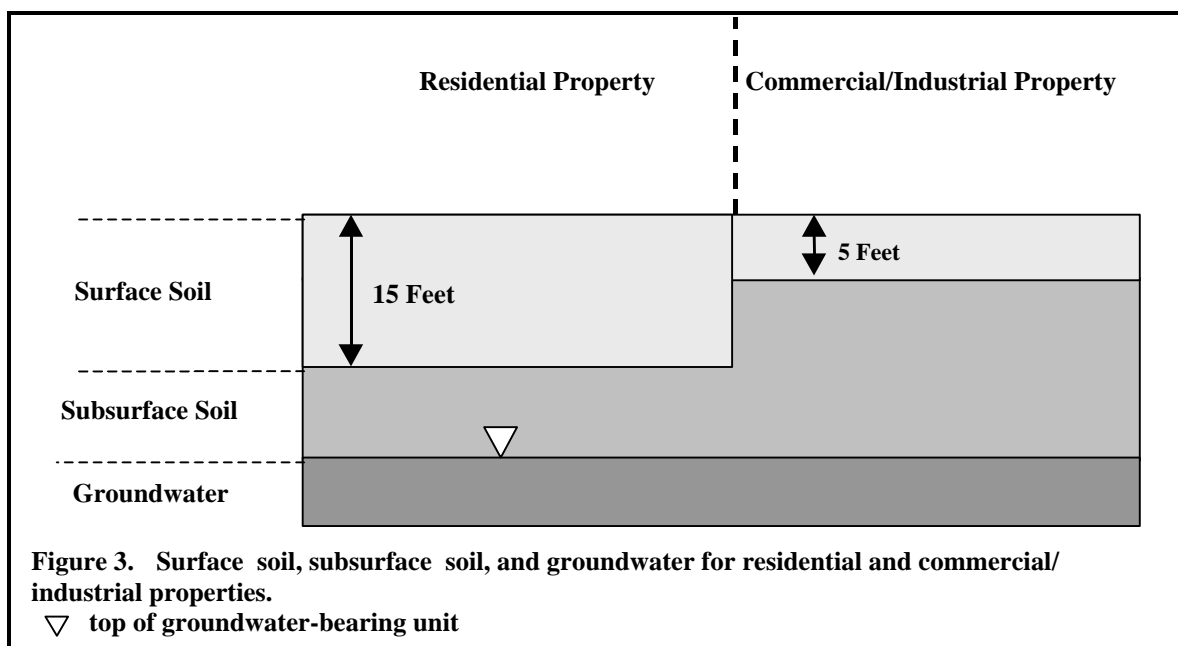 Residential Property
Commercial/Industrial Property
5 Feet
Surface Soil
15 Feet
Subsurface Soil
Groundwater
Figure 3. Surface soil, subsurface soil, and groundwater for residential and commercial/
industrial properties.
▽ top of groundwater-bearing unit